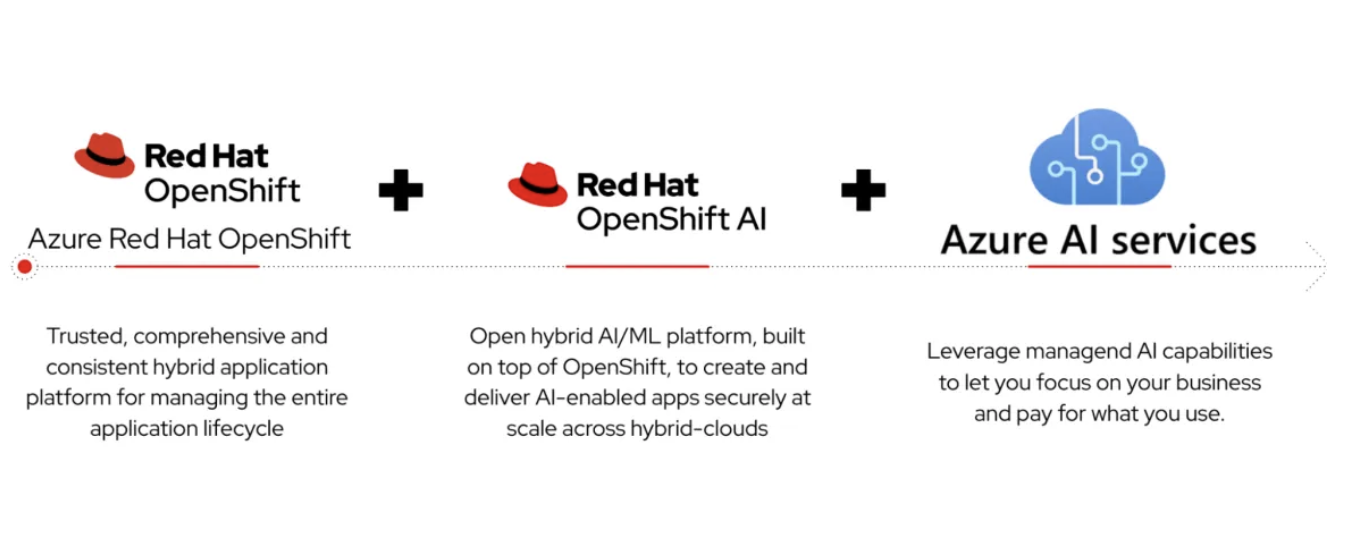 Red Hat
OpenShift
Azure Red Hat OpenShift
Trusted, comprehensive and
consistent hybrid application
platform for managing the entire
application lifecycle
Red Hat
OpenShift AI
Open hybrid AI/ML platform, built
on top of OpenShift, to create and
deliver AI-enabled apps securely at
scale across hybrid-clouds
Azure AI services
Leverage managend AI capabilities
to let you focus on your business
and pay for what you use.